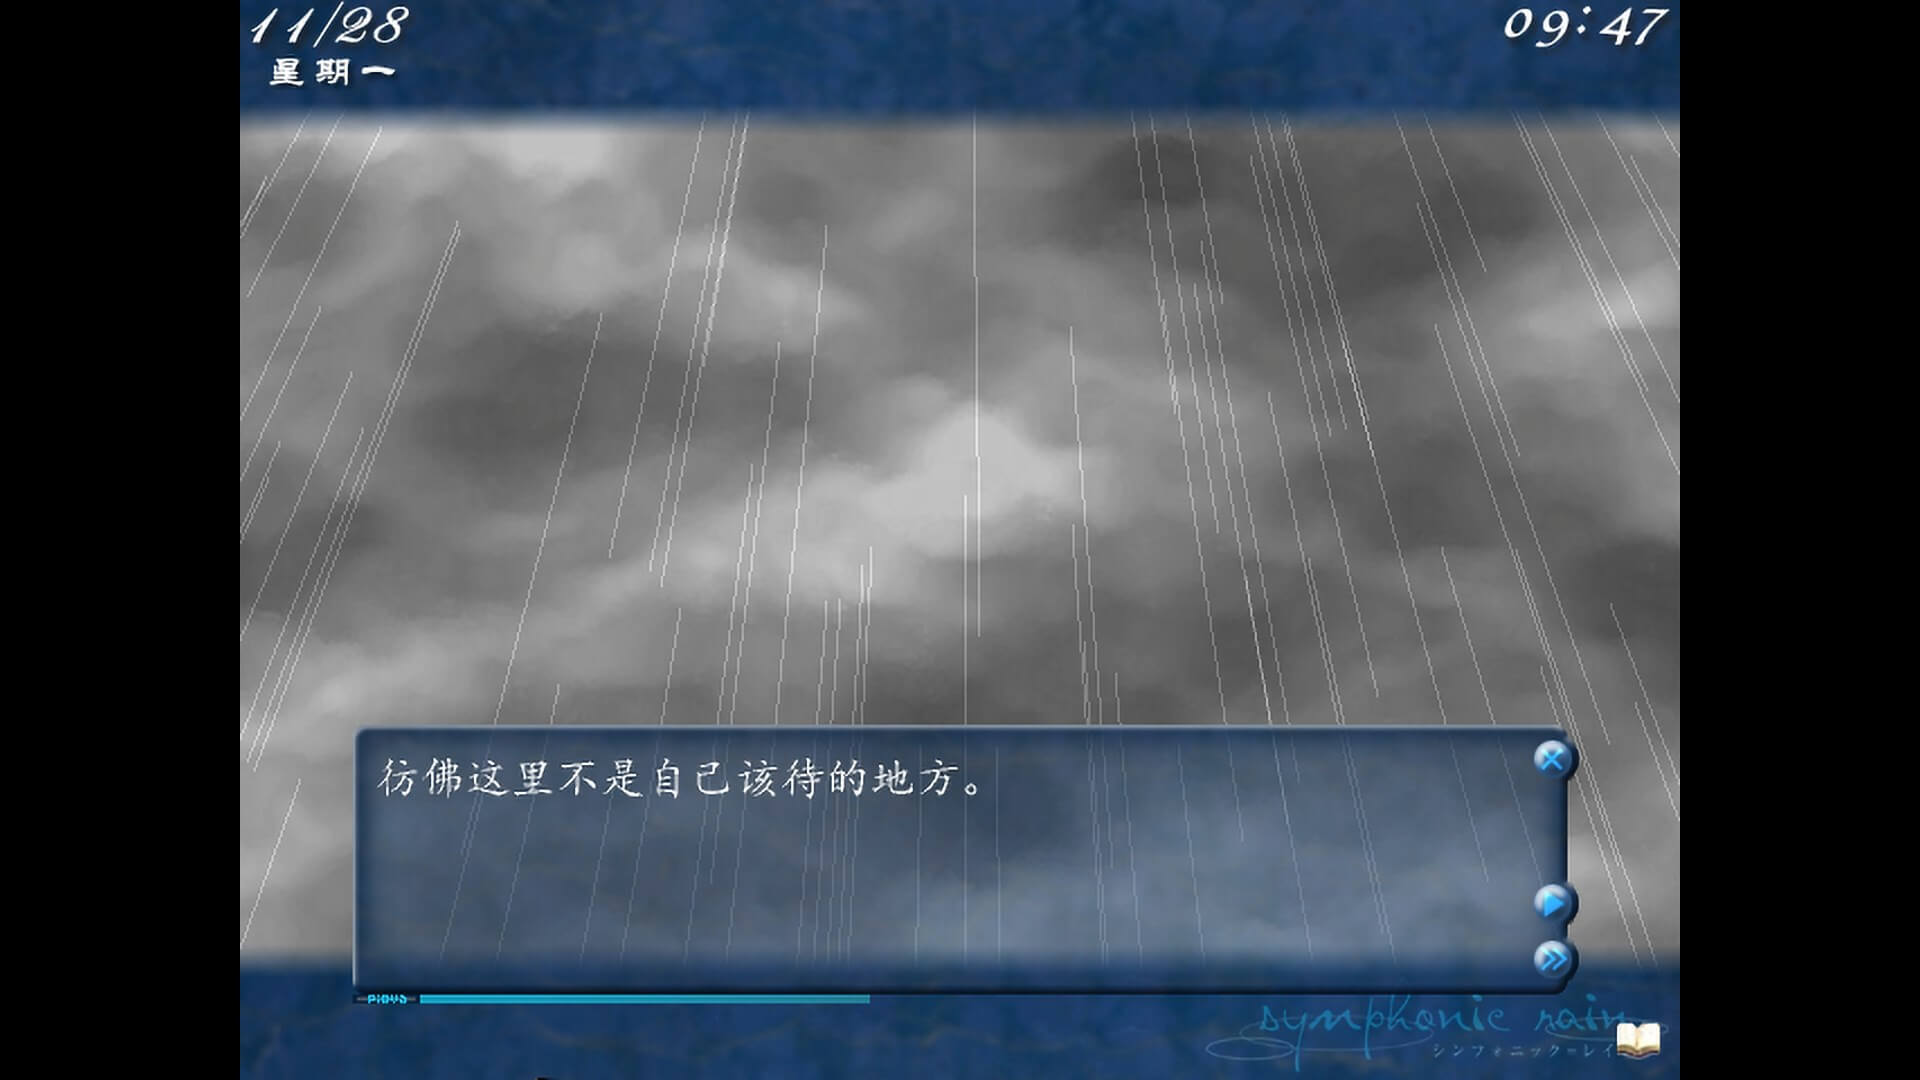 11/28
09:47
星期一
彷佛这里不是自己该待的地方。
symphonic rain
シンフォニック=レイ